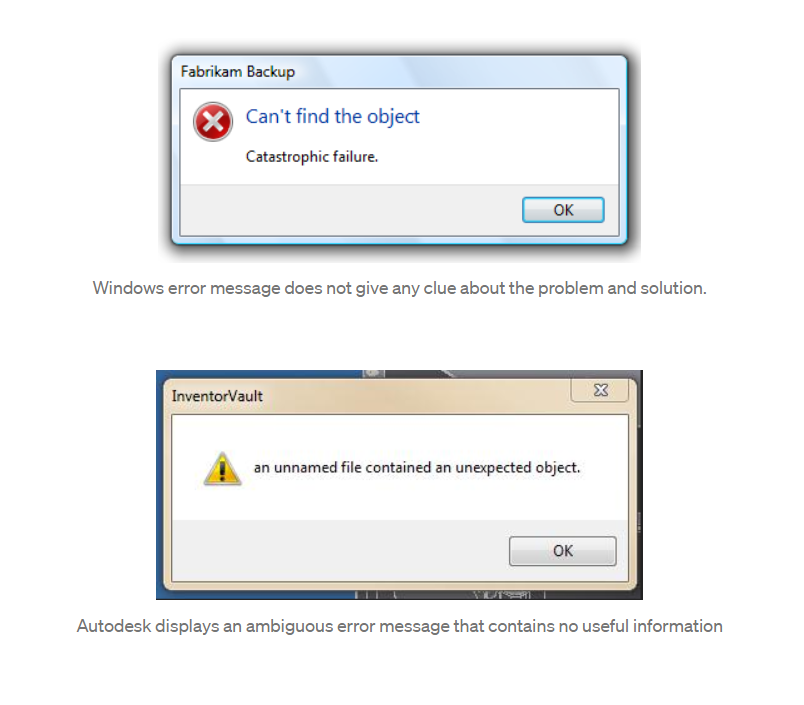 Fabrikam Backup
Can't find the object
Catastrophic failure.
OK
Windows error message does not give any clue about the problem and solution.
InventorVault
an unnamed file contained an unexpected object.
OK
Autodesk displays an ambiguous error message that contains no useful information